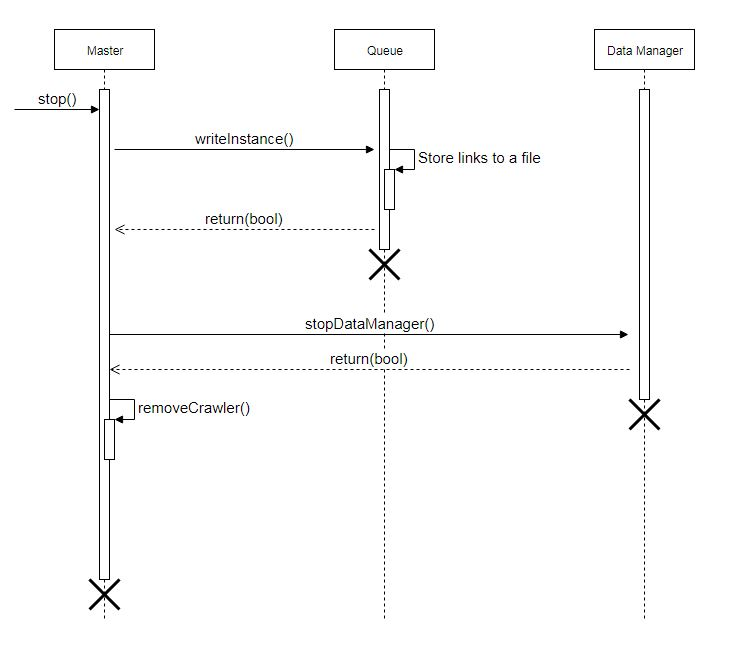 Master
Queue
Data Manager
stop()
writeInstance()
Store links to a file
return(bool)
stopDataManager()
return(bool)
removeCrawler()